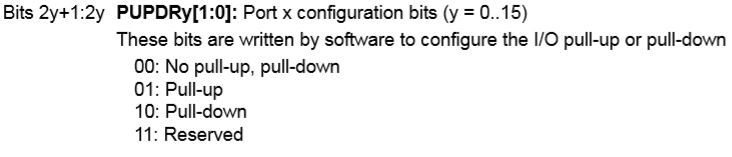 Bits 2y+1:2y PUPDRy[1:0]: Port x configuration bits (y = 0..15)
These bits are written by software to configure the I/O pull-up or pull-down
00: No pull-up, pull-down
01: Pull-up
10: Pull-down
11: Reserved